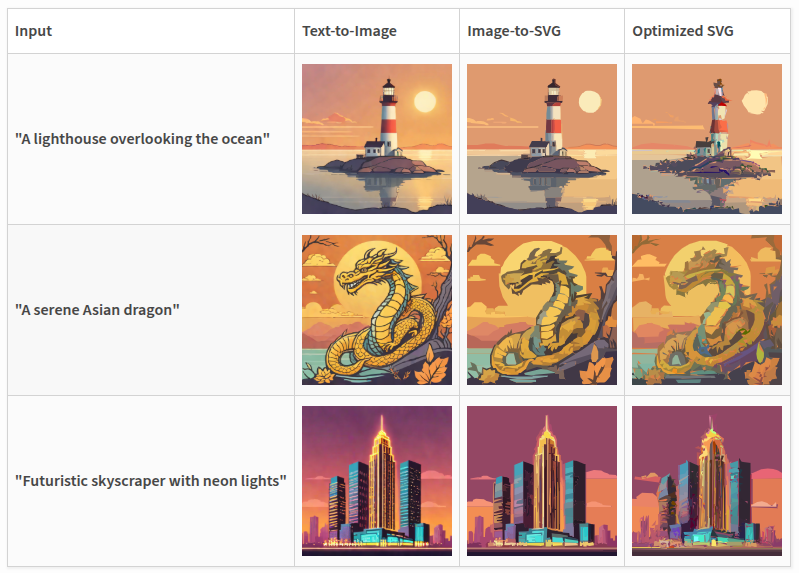 Input Text-to-Image Image-to-SVG Optimized SVG
"A lighthouse overlooking the ocean"
"A serene Asian dragon"
"Futuristic skyscraper with neon lights"